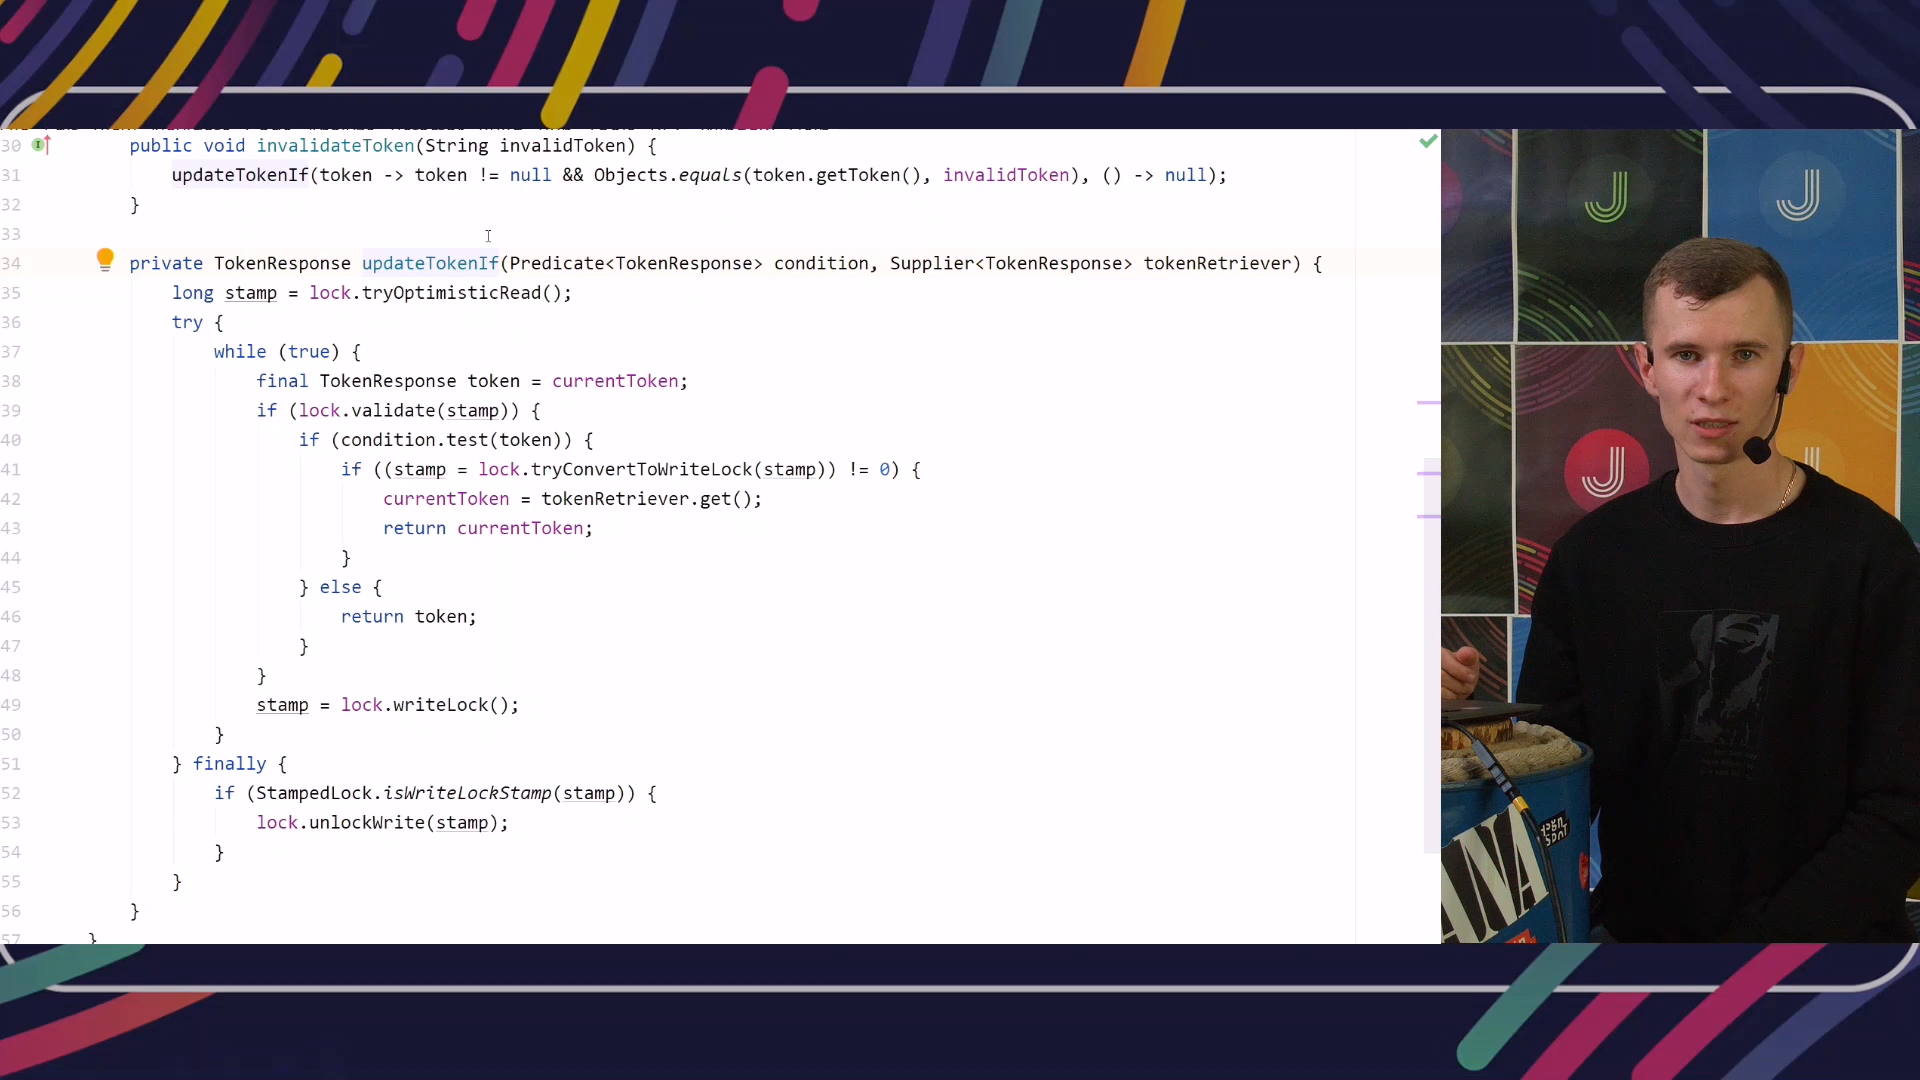 30 public void invalidateToken(String invalidToken) {
31 updateTokenIf(token -> token != null && Objects.equals(token.getToken(), invalidToken), () -> null);
32 }
33
34 private TokenResponse updateTokenIf(Predicate<TokenResponse> condition, Supplier<TokenResponse> tokenRetriever) {
35 long stamp = lock.tryOptimisticRead();
36 try {
37 while (true) {
38 final TokenResponse token = currentToken;
39 if (lock.validate(stamp)) {
40 if (condition.test(token)) {
41 if ((stamp = lock.tryConvertToWriteLock(stamp)) != 0) {
42 currentToken = tokenRetriever.get();
43 return currentToken;
44 }
45 } else {
46 return token;
47 }
48 }
49 stamp = lock.writeLock();
50 }
51 } finally {
52 if (StampedLock.isWriteLockStamp(stamp)) {
53 lock.unlockWrite(stamp);
54 }
55 }
56 }
57 }